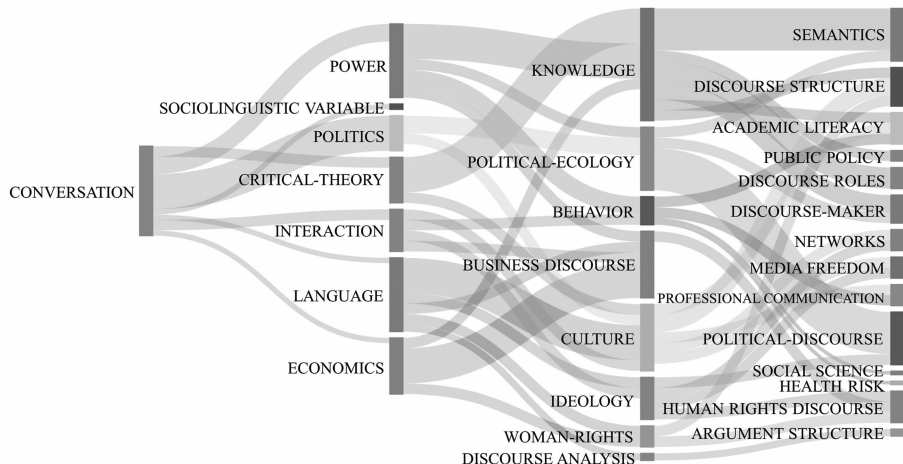 CONVERSATION
POWER
SOCIOLINGUISTIC VARIABLE
POLITICS
CRITICAL-THEORY
INTERACTION
LANGUAGE
ECONOMICS
KNOWLEDGE
POLITICAL-ECOLOGY
BEHAVIOR
BUSINESS DISCOURSE
CULTURE
IDEOLOGY
WOMAN-RIGHTS
DISCOURSE ANALYSIS
SEMANTICS
DISCOURSE STRUCTURE
ACADEMIC LITERACY
PUBLIC POLICY
DISCOURSE ROLES
DISCOURSE-MAKER
NETWORKS
MEDIA FREEDOM
PROFESSIONAL COMMUNICATION
POLITICAL-DISCOURSE
SOCIAL SCIENCE
HEALTH RISK
HUMAN RIGHTS DISCOURSE
ARGUMENT STRUCTURE